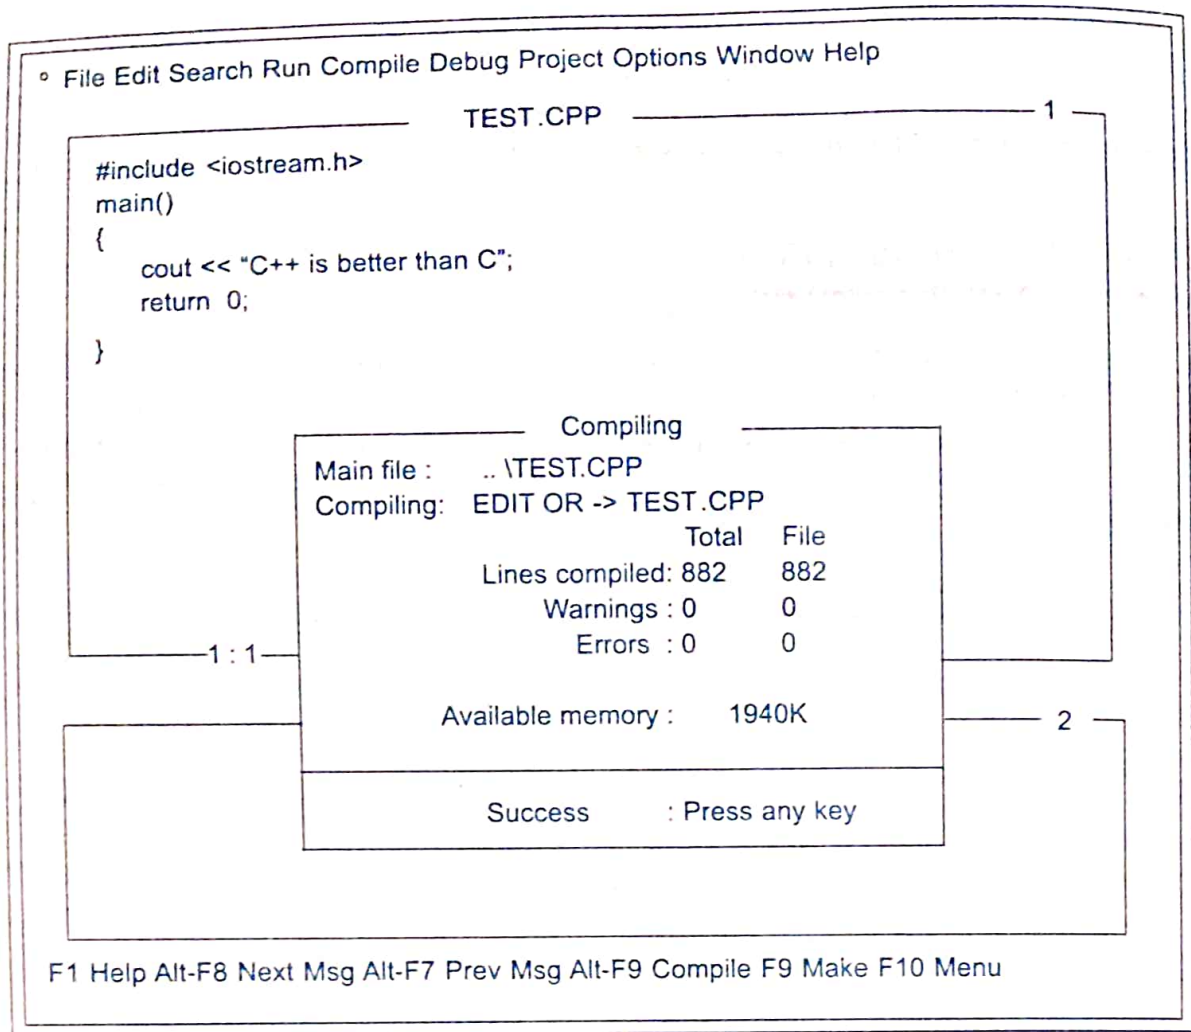 ° File Edit Search Run Compile Debug Project Options Window Help
TEST.CPP 1
#include <iostream.h>
main()
{
cout << “C++ is better than C”;
return 0;
}
Compiling
Main file : .. \TEST.CPP
Compiling: EDIT OR -> TEST.CPP
Total File
Lines compiled: 882 882
Warnings : 0 0
Errors : 0 0
1 : 1
Available memory : 1940K
2
Success : Press any key
F1 Help Alt-F8 Next Msg Alt-F7 Prev Msg Alt-F9 Compile F9 Make F10 Menu